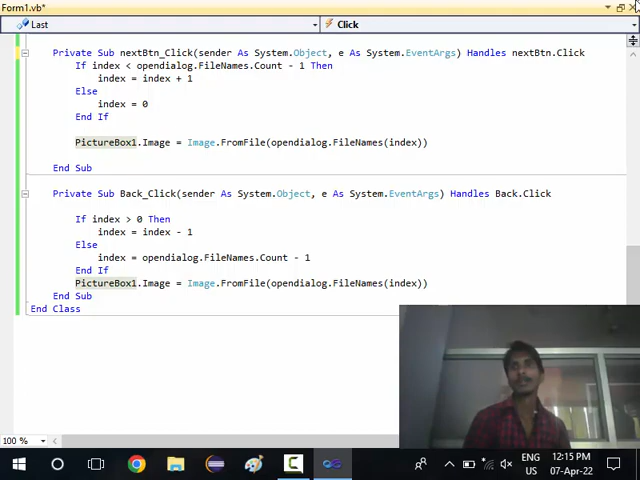 Form1.vb*
Last
Click
Private Sub nextBtn_Click(sender As System.Object, e As System.EventArgs) Handles nextBtn.Click
If index < opendialog.FileNames.Count - 1 Then
index = index + 1
Else
index = 0
End If
PictureBox1.Image = Image.FromFile(opendialog.FileNames(index))
End Sub
Private Sub Back_Click(sender As System.Object, e As System.EventArgs) Handles Back.Click
If index > 0 Then
index = index - 1
Else
index = opendialog.FileNames.Count - 1
End If
PictureBox1.Image = Image.FromFile(opendialog.FileNames(index))
End Sub
End Class
100 %
ENG
US
12:15 PM
07-Apr-22